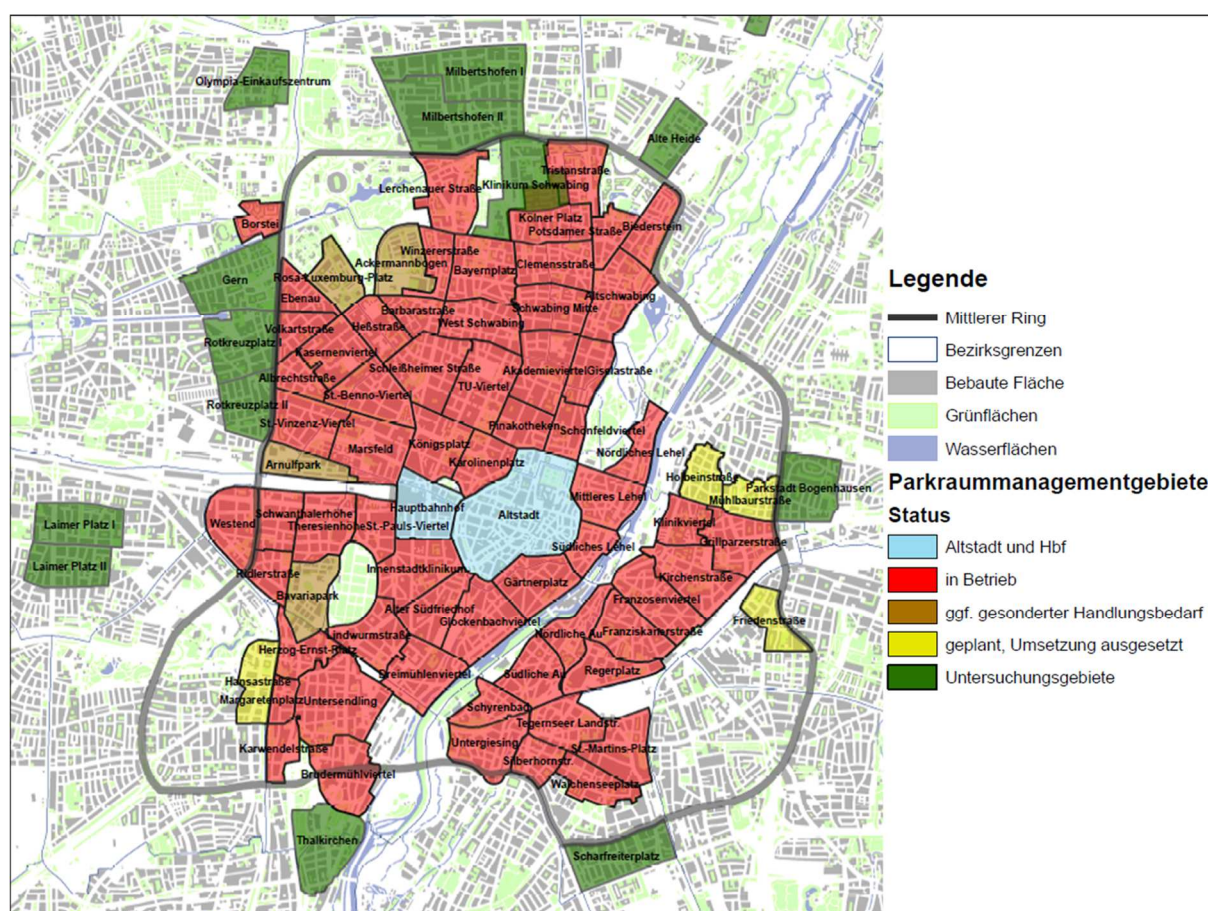 Olympia-Einkaufszentrum
Milbertshofen I
Milbertshofen II
Alte Heide
Tristanstraße
Lerchenauer Straße
Klinikum Schwabing
Borstei
Kölner Platz
Potsdamer Straße
Biederstein
Winzererstraße
Ackermannbogen
Bayernplatz
Clemensstraße
Gern
Rosa-Luxemburg-Platz
Ebenau
Altschwabing
Barbarastraße
Schwabing Mitte
Volkartstraße
Heßstraße
West Schwabing
Rotkreuzplatz I
Kasernenviertel
Schleißheimer Straße
Akademieviertel
Giselastraße
Albrechtstraße
TU-Viertel
St.-Benno-Viertel
Rotkreuzplatz II
St.-Vinzenz-Viertel
Pinakotheken
Schönfeldviertel
Marsfeld
Königsplatz
Nördliches Lehel
Arnulfpark
Karolinenplatz
Holbeinstraße
Parkstadt Bogenhausen
Mühlbaurstraße
Mittleres Lehel
Hauptbahnhof
Altstadt
Westend
Schwanthalerhöhe
Theresienhöhe
St.-Pauls-Viertel
Klinikviertel
Grillparzerstraße
Laimer Platz I
Laimer Platz II
Südliches Lehel
Ridlerstraße
Innenstadtklinikum
Gärtnerplatz
Kirchenstraße
Bavariapark
Franzosenviertel
Alter Südfriedhof
Glockenbachviertel
Friedenstraße
Lindwurmstraße
Nördliche Au
Franziskanerstraße
Herzog-Ernst-Platz
Dreimühlenviertel
Südliche Au
Regerplatz
Hansastraße
Margaretenplatz
Untersendling
Schyrenbad
Tegernseer Landstr.
Karwendelstraße
Untergiesing
Silberhornstr.
St.-Martins-Platz
Brudermühlviertel
Walchenseeplatz
Thalkirchen
Scharfreiterplatz
Legende
Mittlerer Ring
Bezirksgrenzen
Bebaute Fläche
Grünflächen
Wasserflächen
Parkraummanagementgebiete
Status
Altstadt und Hbf
in Betrieb
ggf. gesonderter Handlungsbedarf
geplant, Umsetzung ausgesetzt
Untersuchungsgebiete